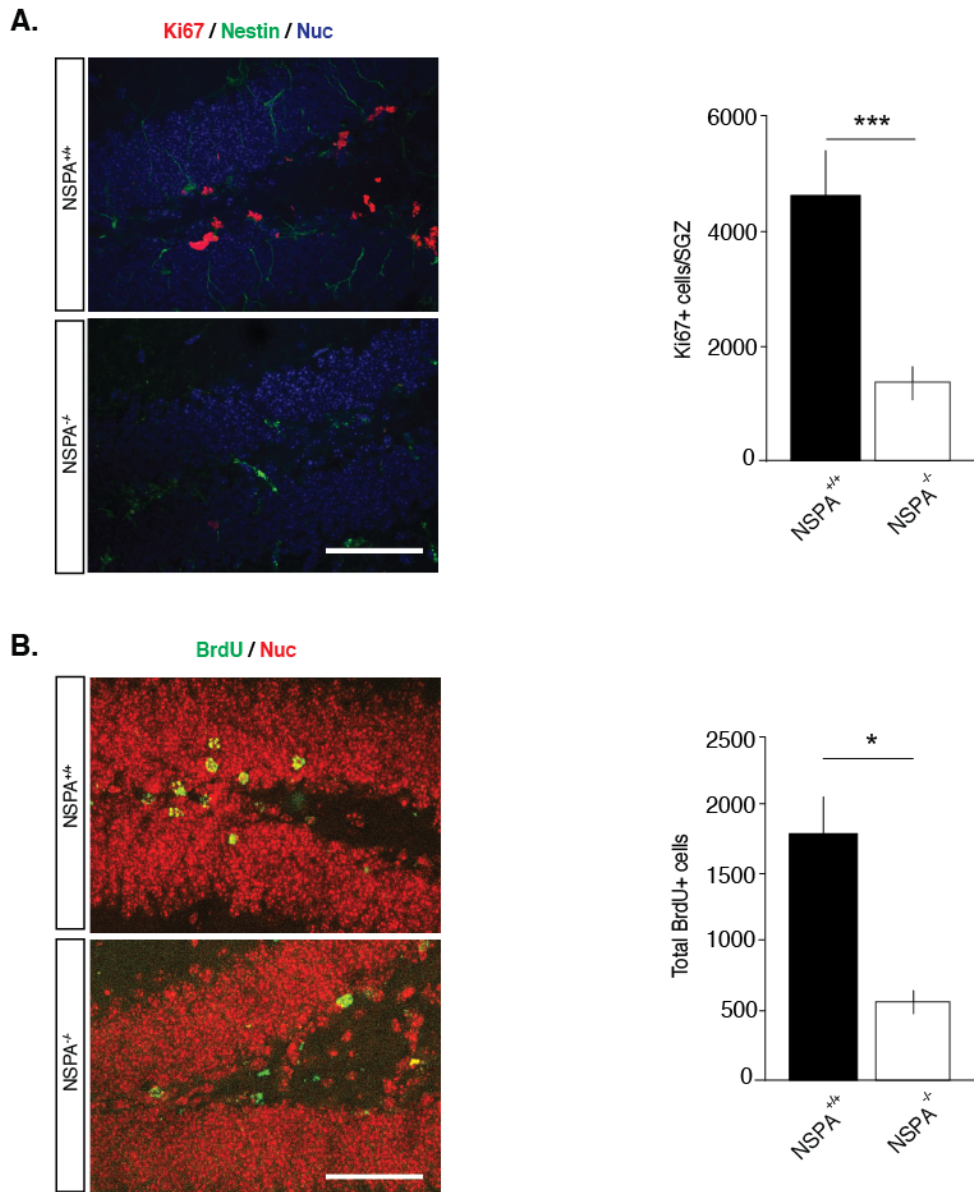 A.
Ki67 / Nestin / Nuc
NSPA+/+
NSPA-/-
6000
4000
2000
0
Ki67+ cells/SGZ
***
NSPA+/+
NSPA-/-
B.
BrdU / Nuc
NSPA+/+
NSPA-/-
2500
2000
1500
1000
500
0
Total BrdU+ cells
*
NSPA+/+
NSPA-/-